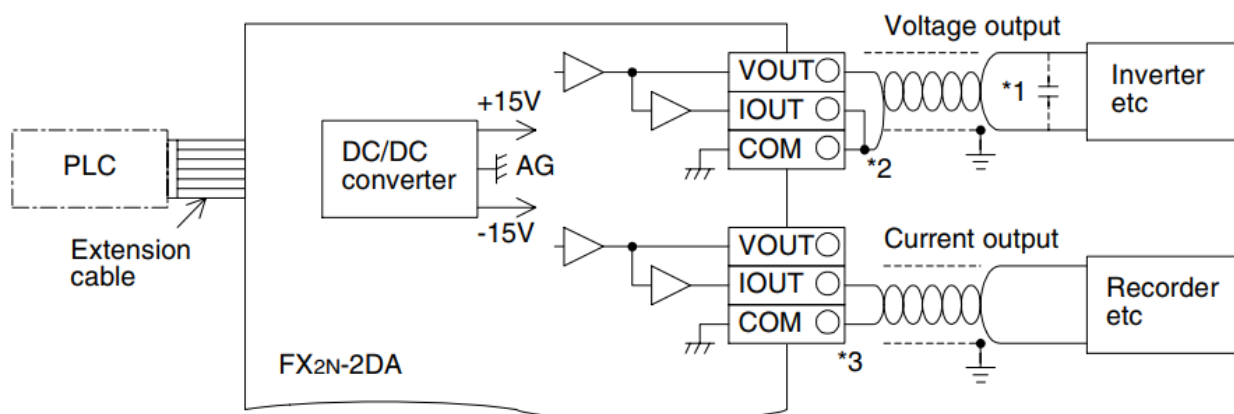 Voltage output
VOUT
IOUT
COM
*1
*2
Inverter
etc
+15V
PLC
DC/DC
converter
AG
-15V
Extension
cable
Current output
VOUT
IOUT
COM
*3
Recorder
etc
FX2N-2DA